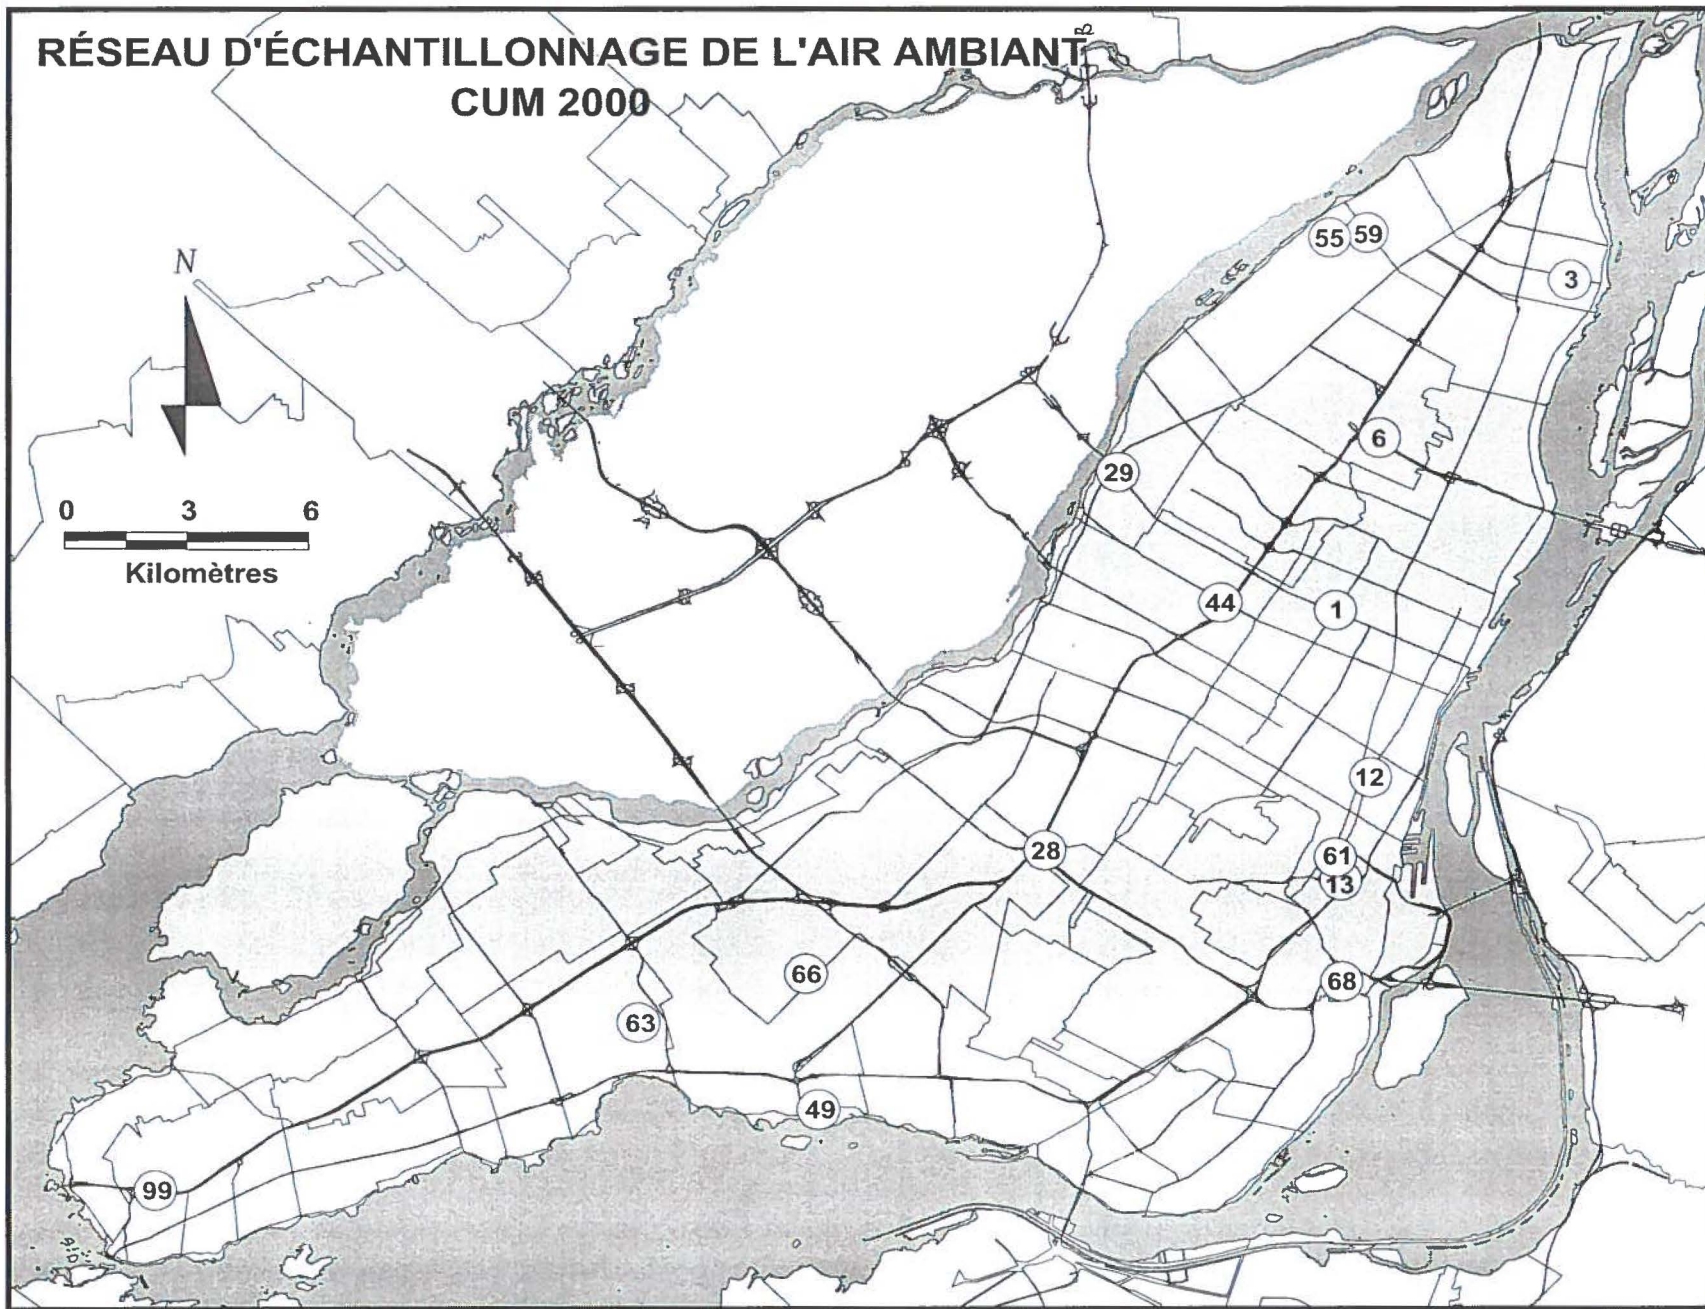 RÉSEAU D'ÉCHANTILLONNAGE DE L'AIR AMBIANT
CUM 2000
N
0 3 6
Kilomètres
55 59
3
6
29
44 1
12
61
28
13
66
68
63
49
99